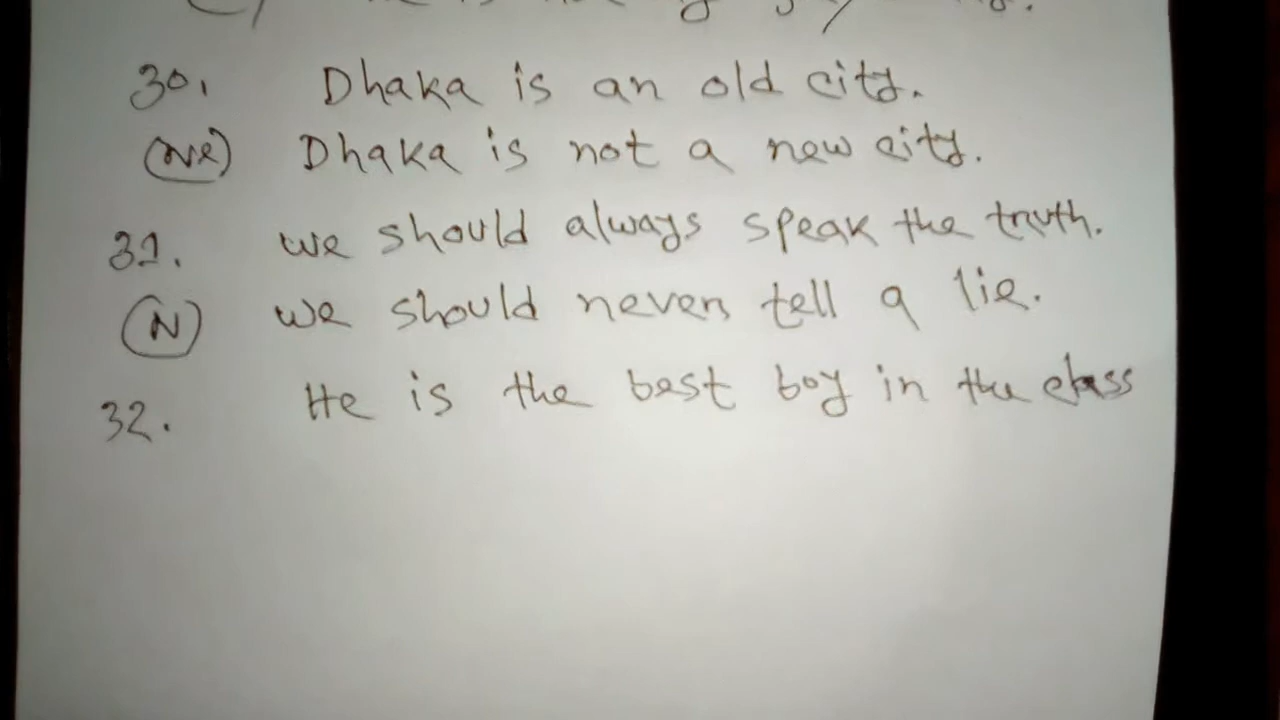 30. Dhaka is an old city.
(Ne) Dhaka is not a new city.
31. We should always speak the truth.
(N) We should never tell a lie.
32. He is the best boy in the class